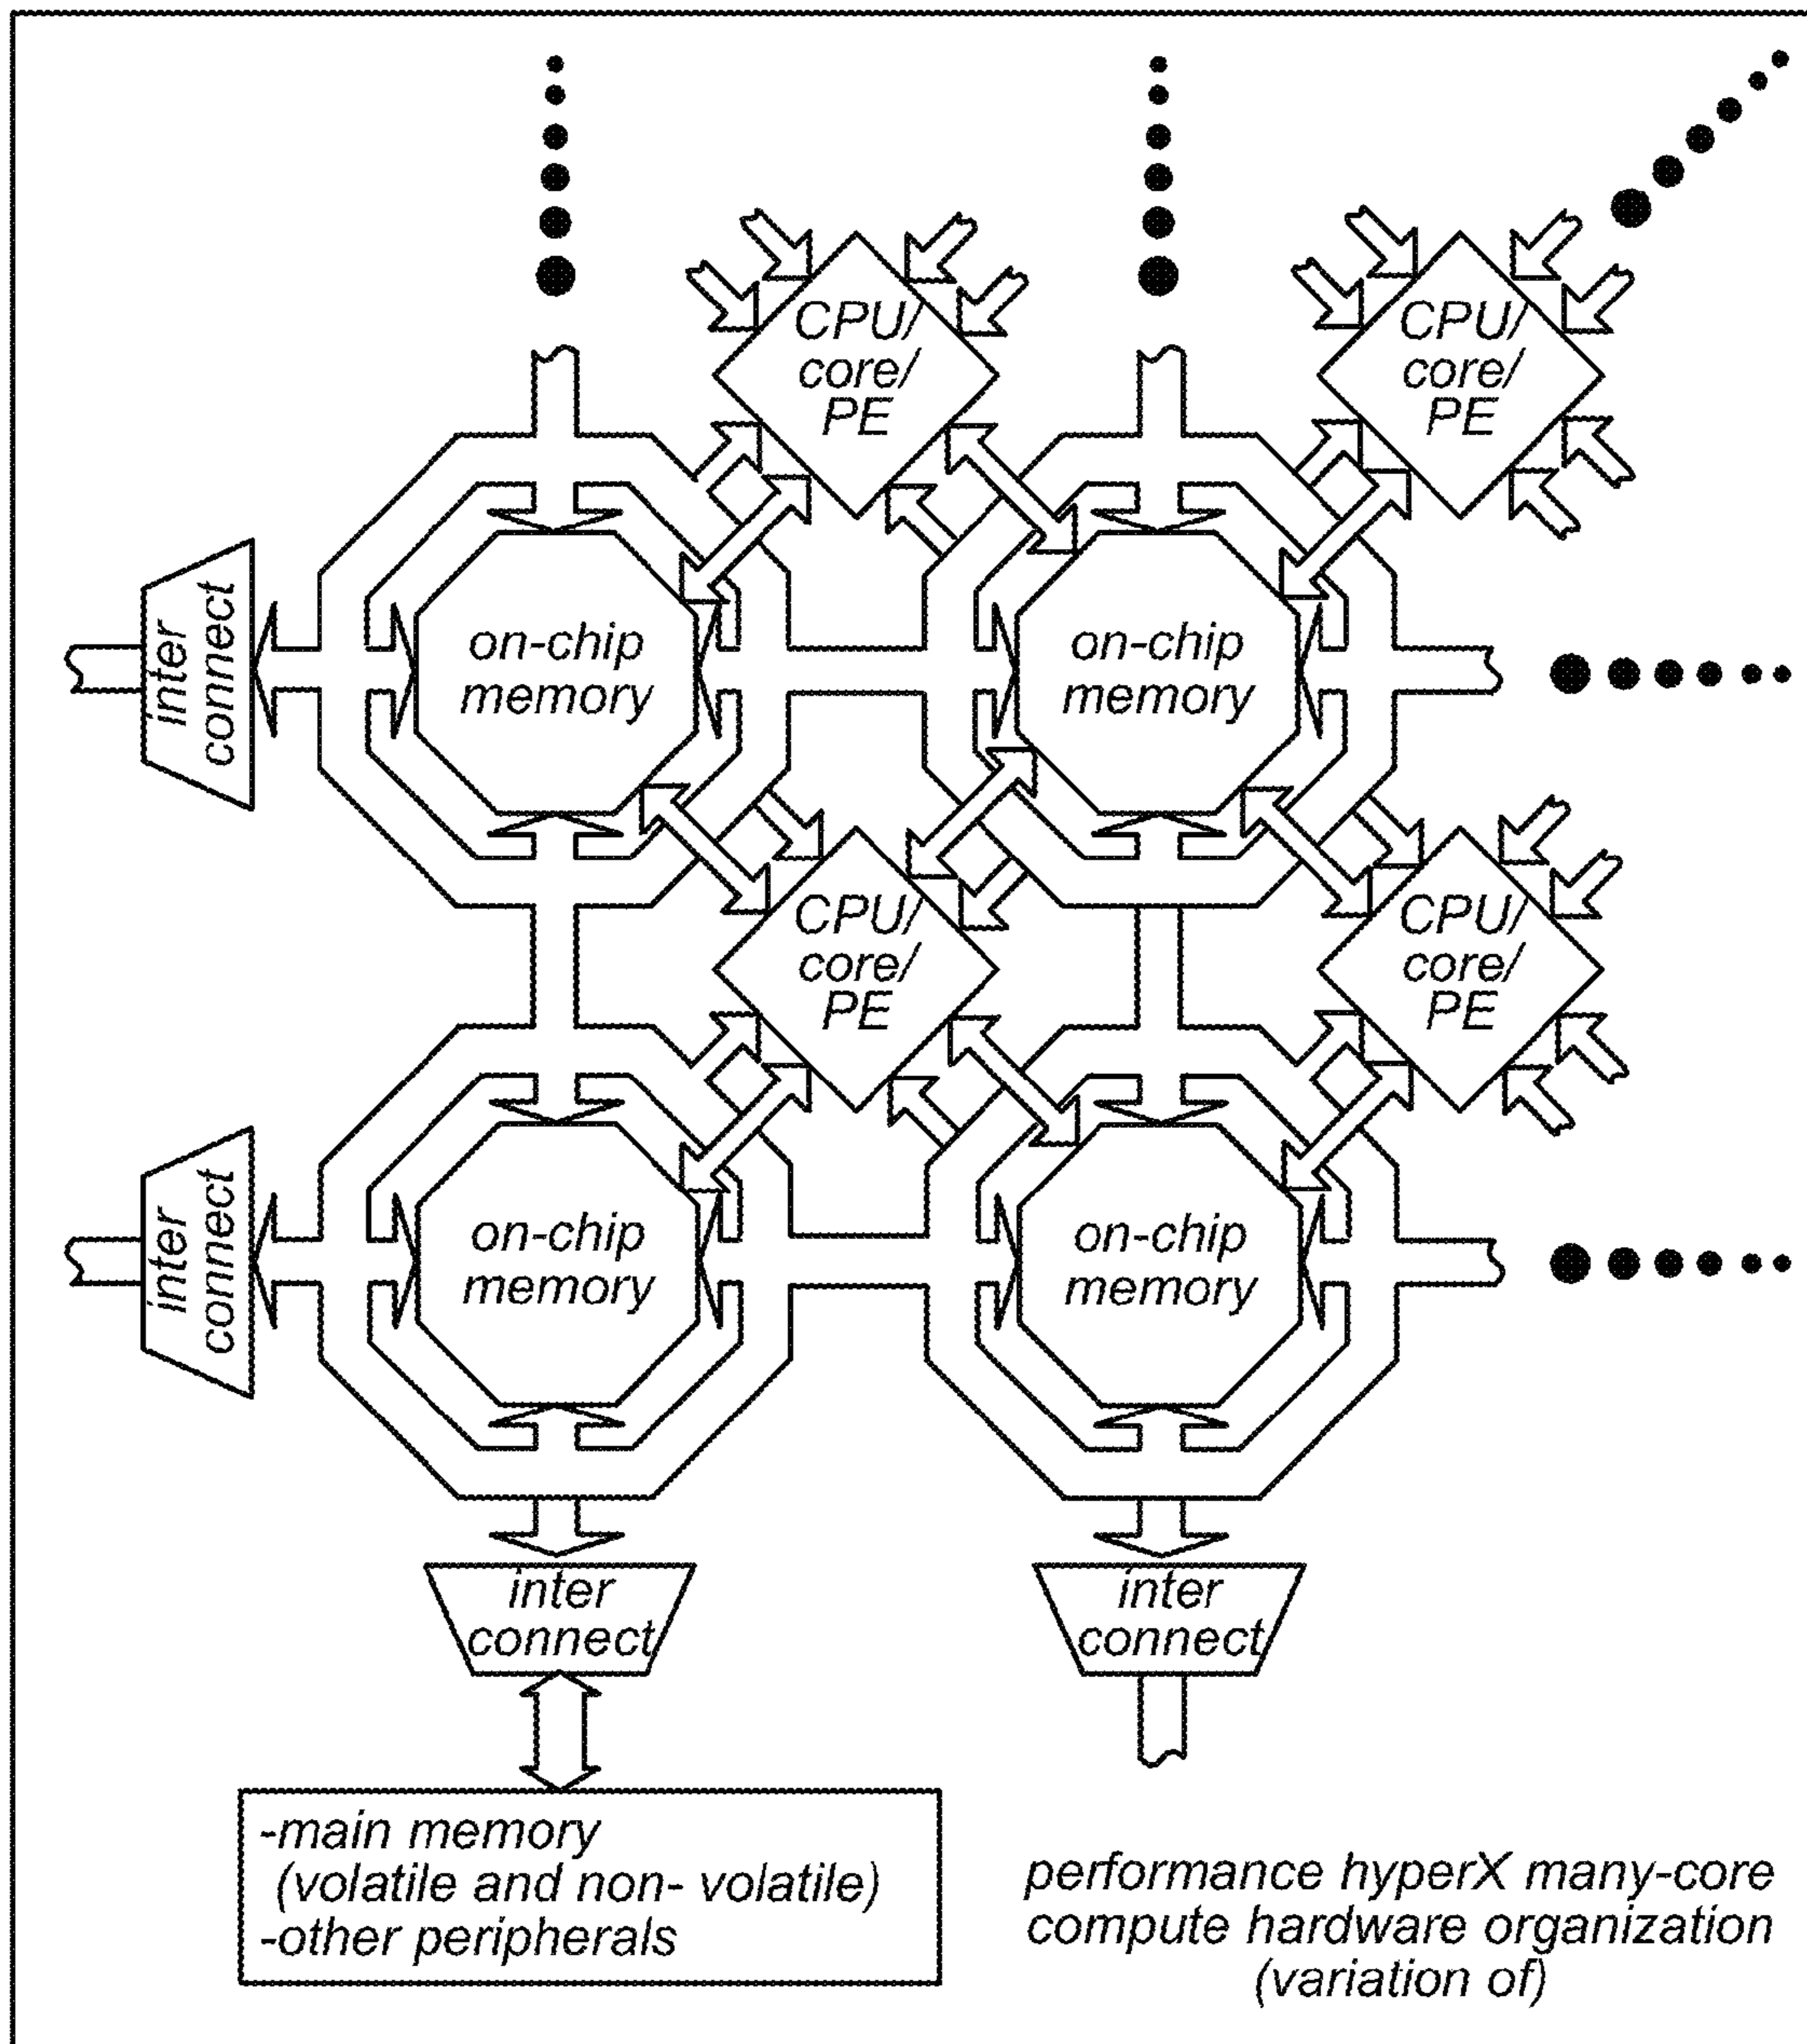 CPU/
core/
PE
CPU/
core/
PE
inter
connect
on-chip
memory
on-chip
memory
CPU/
core/
PE
CPU/
core/
PE
inter
connect
on-chip
memory
on-chip
memory
inter
connect
inter
connect
-main memory
(volatile and non- volatile)
-other peripherals
performance hyperX many-core
compute hardware organization
(variation of)